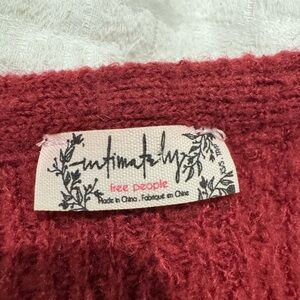 intimately
free people
Made in China . Fabriqué en Chine